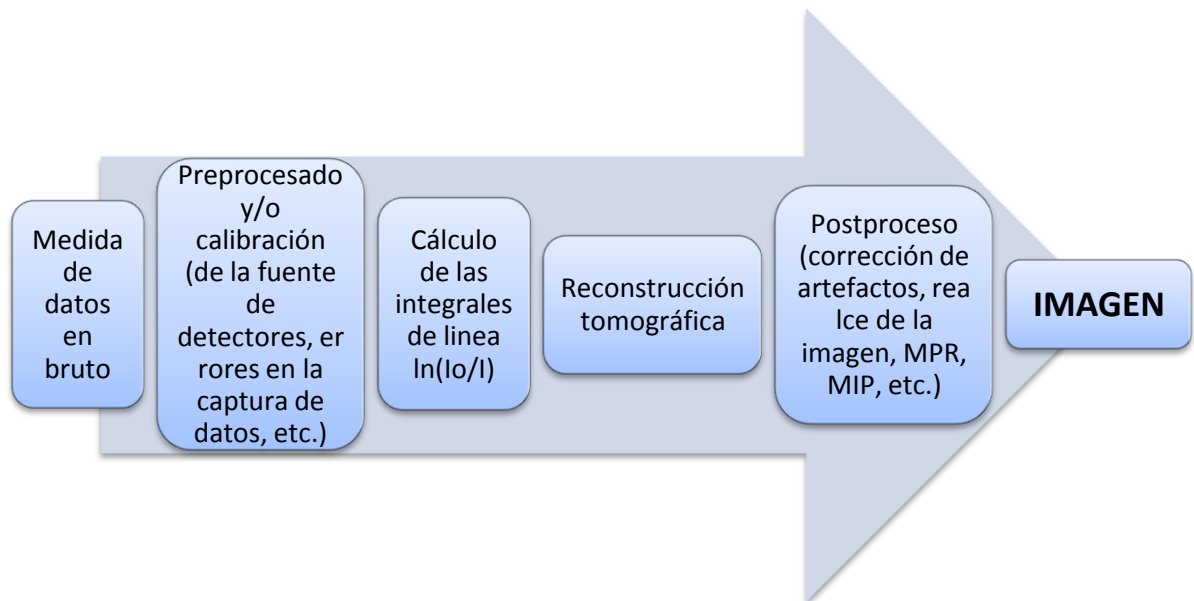 Medida
de
datos
en
bruto
Preprocesado
y/o
calibración
(de la fuente
de
detectores, er
rores en la
captura de
datos, etc.)
Cálculo
de las
integrales
de linea
ln(Io/I)
Reconstrucción
tomográfica
Postproceso
(corrección de
artefactos, rea
lce de la
imagen, MPR,
MIP, etc.)
IMAGEN